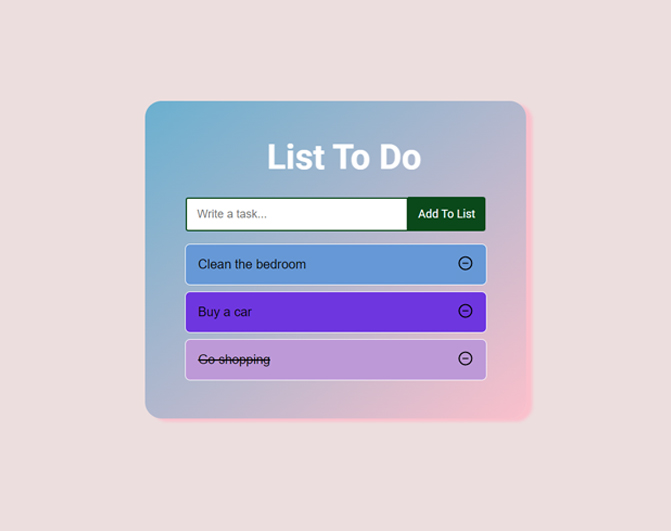 List To Do
Write a task...
Add To List
Clean the bedroom
Buy a car
Go shopping